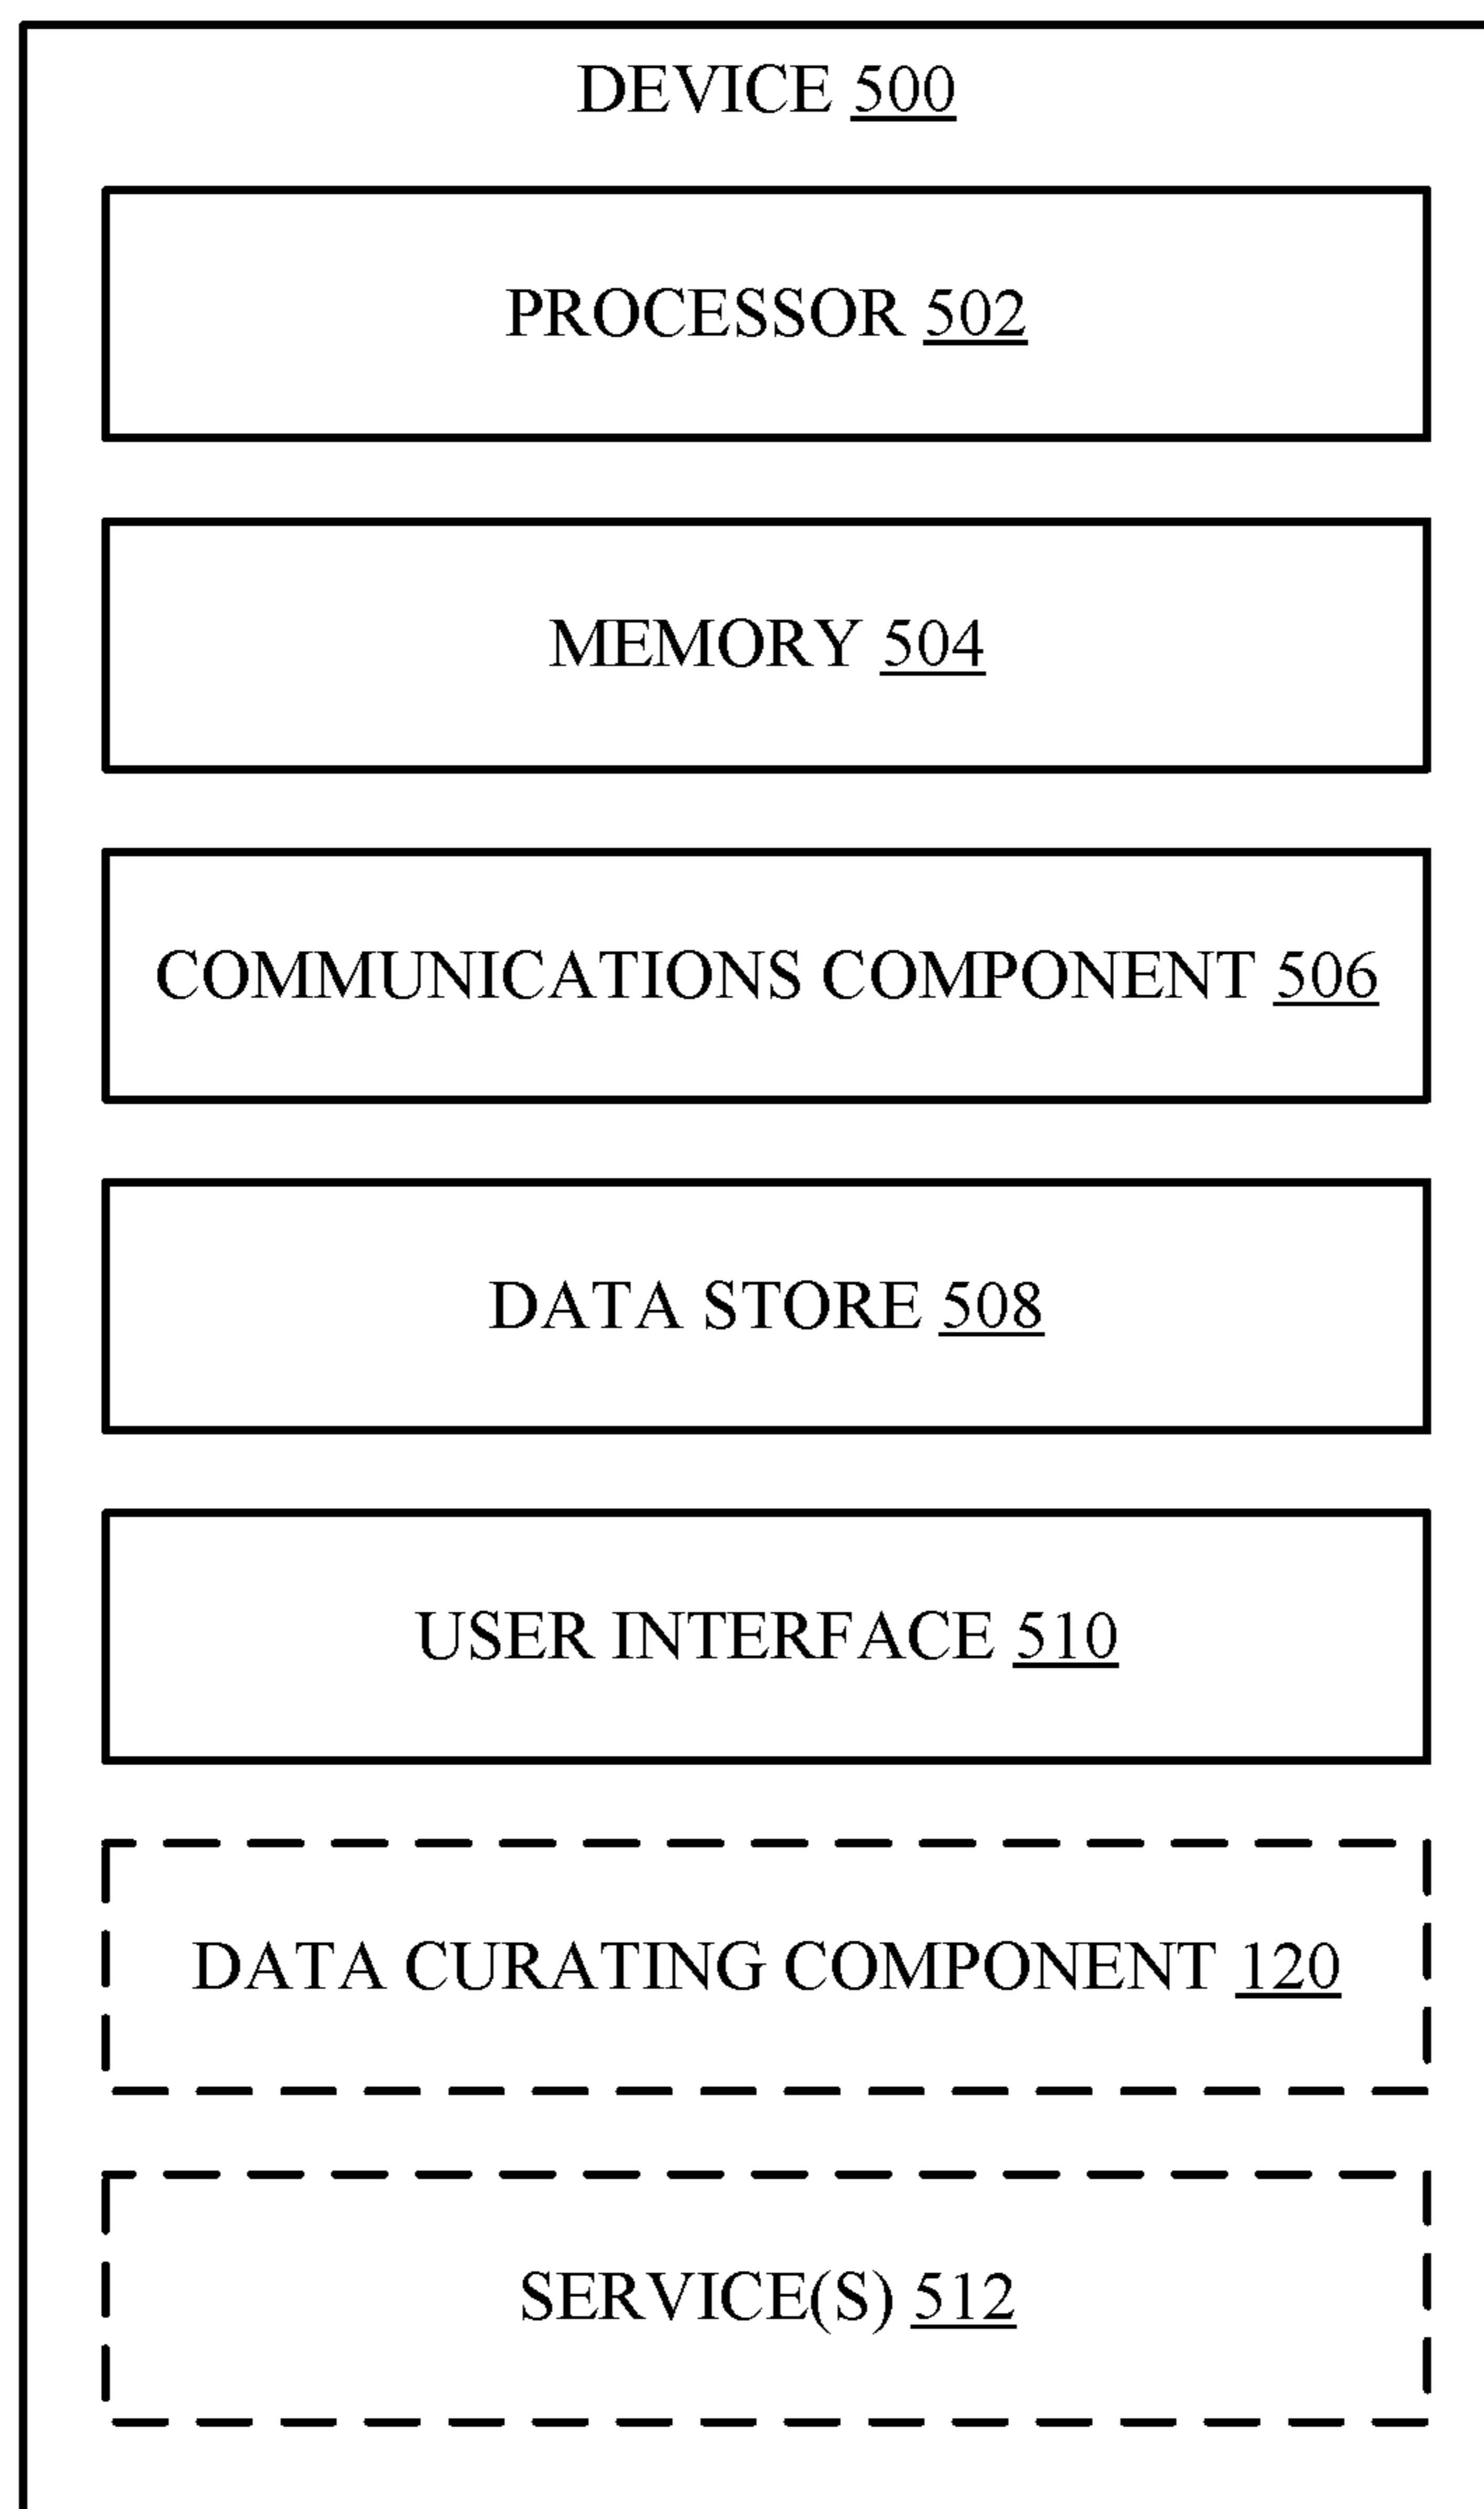 DEVICE 500
PROCESSOR 502
MEMORY 504
COMMUNICATIONS COMPONENT 506
DATA STORE 508
USER INTERFACE 510
DATA CURATING COMPONENT 120
SERVICE(S) 512